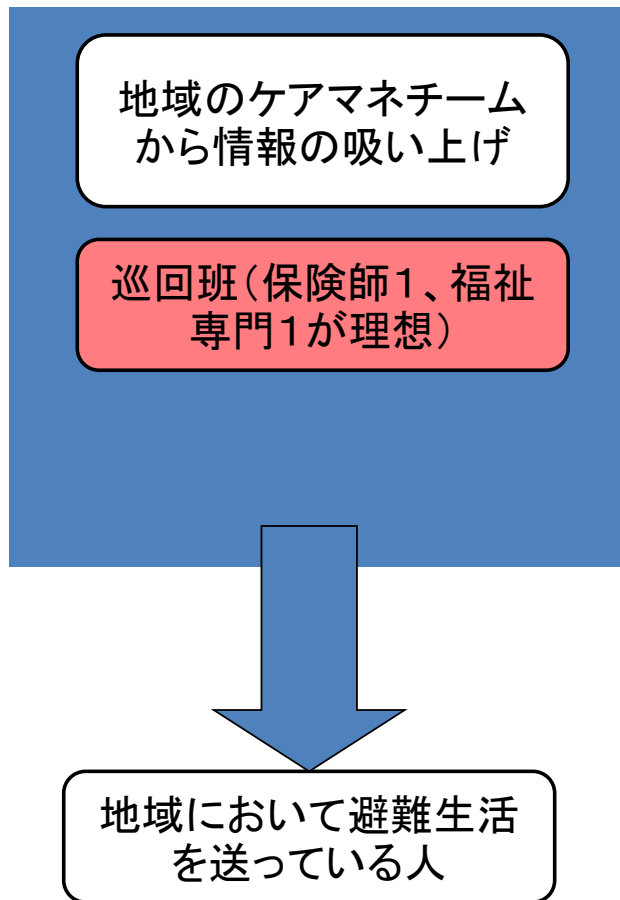 地域のケアマネチーム
から情報の吸い上げ
巡回班（保険師１、福祉
専門１が理想）
地域において避難生活
を送っている人